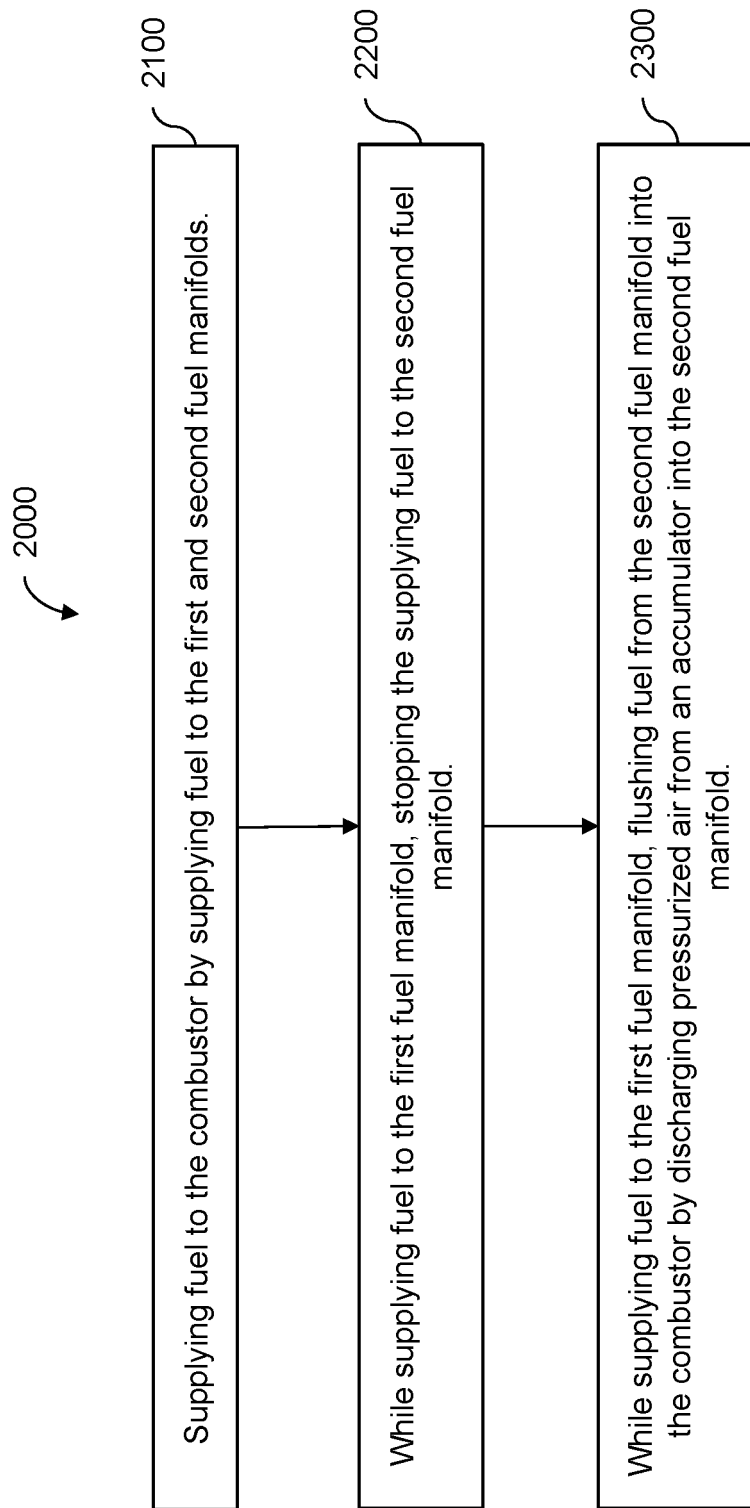 2000
2100
Supplying fuel to the combustor by supplying fuel to the first and second fuel manifolds.
2200
While supplying fuel to the first fuel manifold, stopping the supplying fuel to the second fuel
manifold.
2300
While supplying fuel to the first fuel manifold, flushing fuel from the second fuel manifold into
the combustor by discharging pressurized air from an accumulator into the second fuel
manifold.